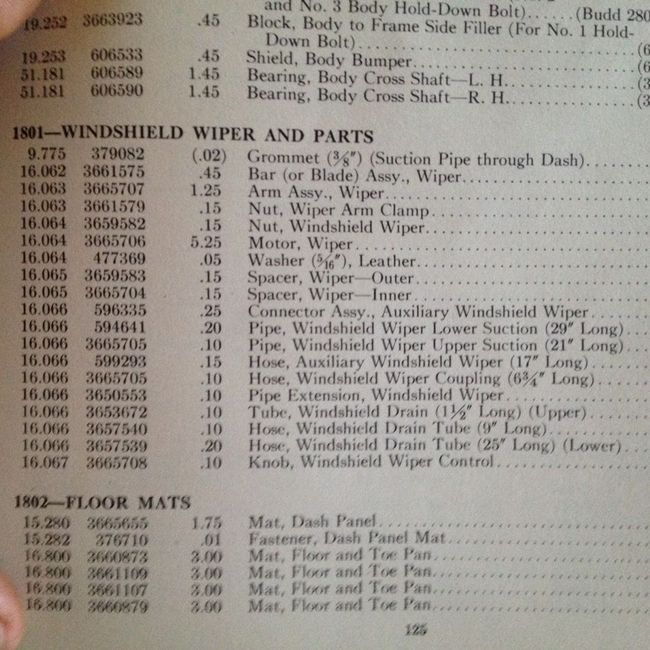 and No. 3 Body Hold-Down Bolt)......(Budd 280
19.252 3663923 .45 Block, Body to Frame Side Filler (For No. 1 Hold-
Down Bolt)
19.253 606533 .45 Shield, Body Bumper
51.181 606589 1.45 Bearing, Body Cross Shaft—L. H.
51.181 606590 1.45 Bearing, Body Cross Shaft—R. H.
1801—WINDSHIELD WIPER AND PARTS
9.775 379082 (.02) Grommet (3/8") (Suction Pipe through Dash)
16.062 3661575 .45 Bar (or Blade) Assy., Wiper
16.063 3665707 1.25 Arm Assy., Wiper
16.063 3661579 .15 Nut, Wiper Arm Clamp
16.064 3659582 .15 Nut, Windshield Wiper
16.064 3665706 5.25 Motor, Wiper
16.064 477369 .05 Washer (5/16"), Leather
16.065 3659583 .15 Spacer, Wiper—Outer
16.065 3665704 .15 Spacer, Wiper—Inner
16.066 596335 .25 Connector Assy., Auxiliary Windshield Wiper
16.066 594641 .20 Pipe, Windshield Wiper Lower Suction (29" Long)
16.066 3665705 .10 Pipe, Windshield Wiper Upper Suction (21" Long)
16.066 599293 .15 Hose, Auxiliary Windshield Wiper (17" Long)
16.066 3665705 .10 Hose, Windshield Wiper Coupling (6 3/4" Long)
16.066 3650553 .10 Pipe Extension, Windshield Wiper
16.066 3653672 .10 Tube, Windshield Drain (1 1/2" Long) (Upper)
16.066 3657540 .10 Hose, Windshield Drain Tube (9" Long)
16.066 3657539 .20 Hose, Windshield Drain Tube (25" Long) (Lower)
16.067 3665708 .10 Knob, Windshield Wiper Control
1802—FLOOR MATS
15.280 3665655 1.75 Mat, Dash Panel
15.282 376710 .01 Fastener, Dash Panel Mat
16.800 3660873 3.00 Mat, Floor and Toe Pan
16.800 3661109 3.00 Mat, Floor and Toe Pan
16.800 3661107 3.00 Mat, Floor and Toe Pan
16.800 3660879 3.00 Mat, Floor and Toe Pan
125